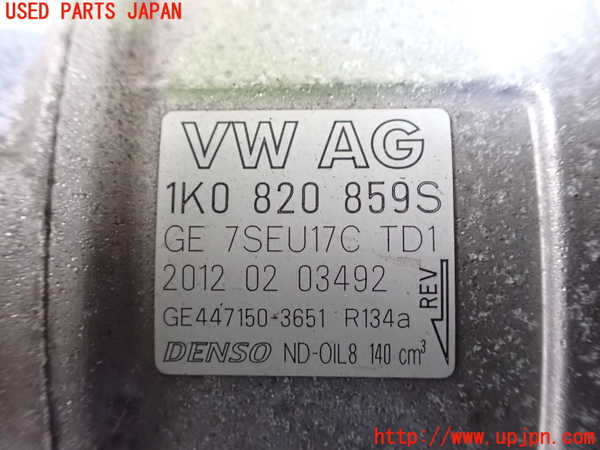 USED PARTS JAPAN
VW AG
1K0 820 859S
GE 7SEU17C TD1
2012 02 03492
GE447150-3651 R134a
REV
DENSO ND-OIL8 140 cm³
http://www.upjpn.com/